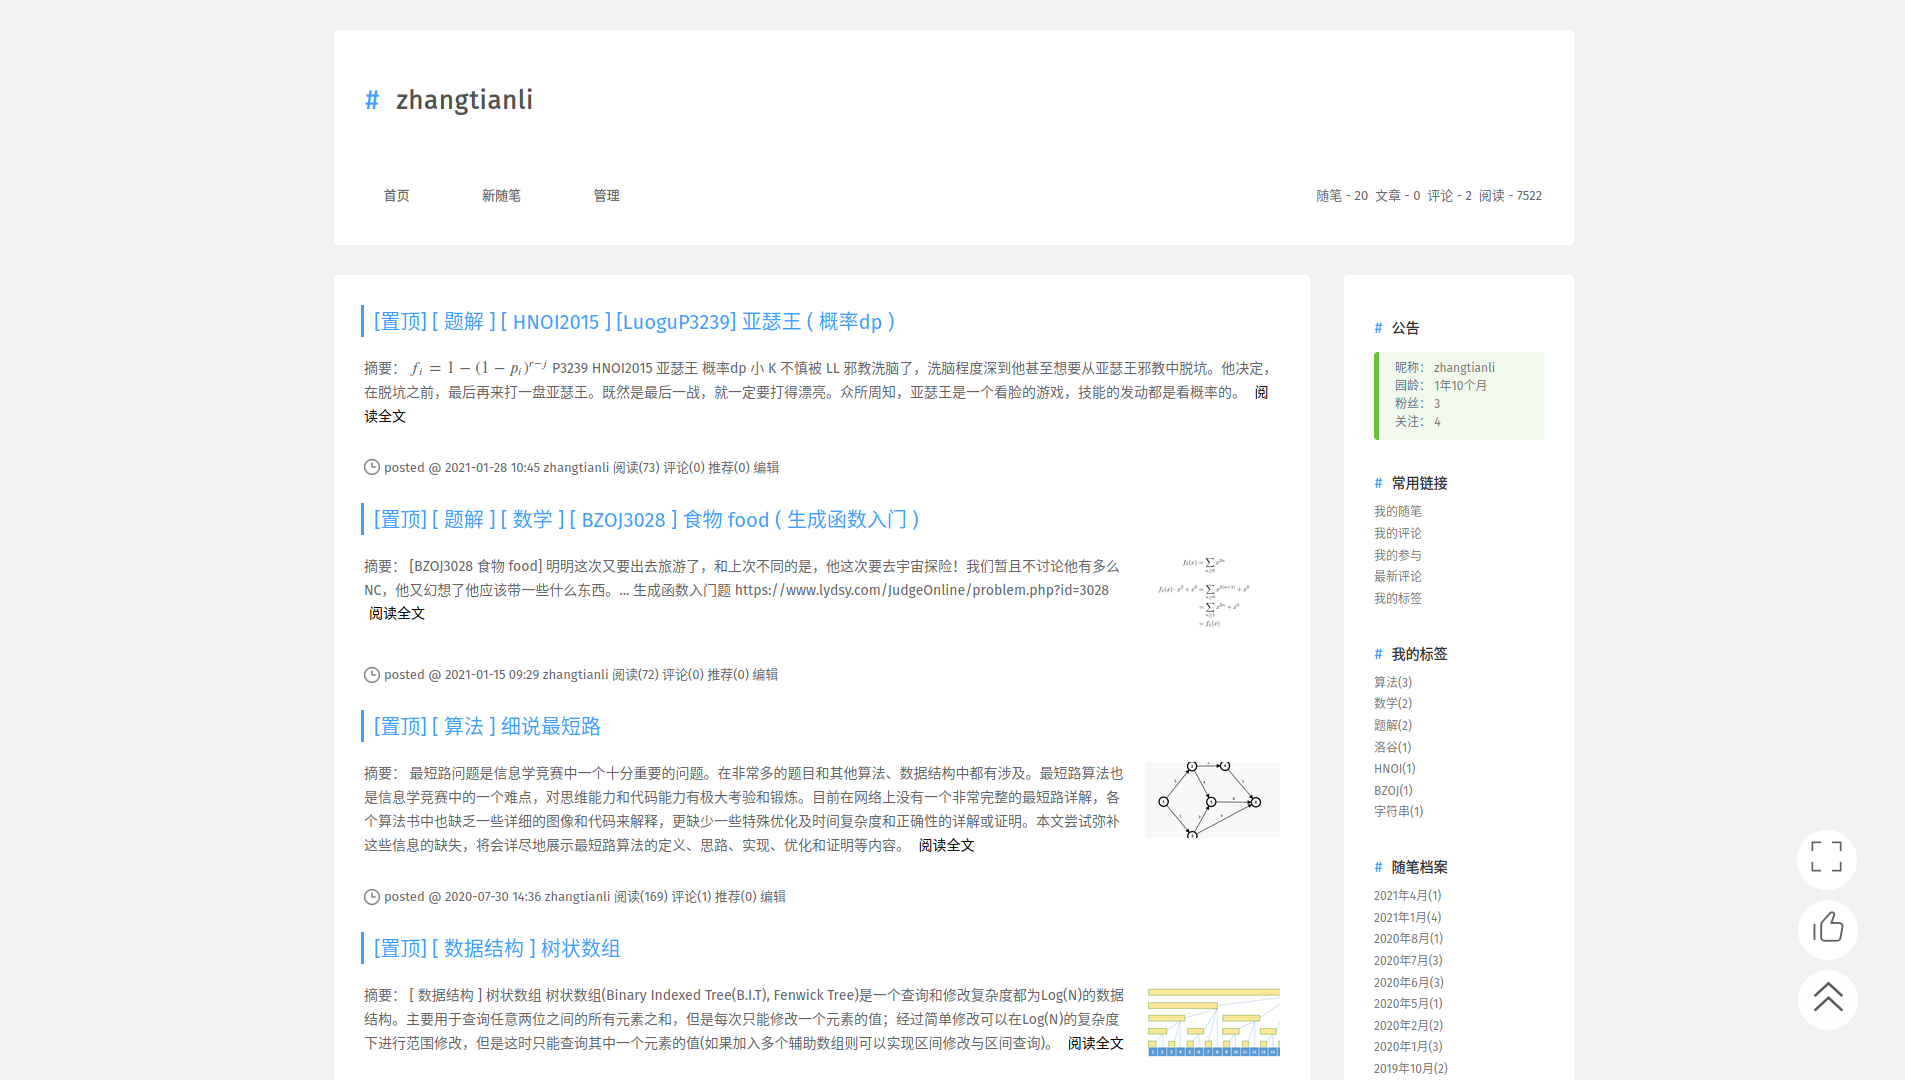 # zhangtianli
首页 新随笔 管理
随笔 - 20 文章 - 0 评论 - 2 阅读 - 7522
[置顶] [ 题解 ] [ HNOI2015 ] [LuoguP3239] 亚瑟王 ( 概率dp )
摘要： f_i = 1 − (1 − p_i)^{r−j} P3239 HNOI2015 亚瑟王 概率dp 小 K 不慎被 LL 邪教洗脑了，洗脑程度深到他甚至想要从亚瑟王邪教中脱坑。他决定，
在脱坑之前，最后再来打一盘亚瑟王。既然是最后一战，就一定要打得漂亮。众所周知，亚瑟王是一个看脸的游戏，技能的发动都是看概率的。 阅
读全文
posted @ 2021-01-28 10:45 zhangtianli 阅读(73) 评论(0) 推荐(0) 编辑
[置顶] [ 题解 ] [ 数学 ] [ BZOJ3028 ] 食物 food ( 生成函数入门 )
摘要： [BZOJ3028 食物 food] 明明这次又要出去旅游了，和上次不同的是，他这次要去宇宙探险！我们暂且不讨论他有多么
NC，他又幻想了他应该带一些什么东西。... 生成函数入门题 https://www.lydsy.com/JudgeOnline/problem.php?id=3028
阅读全文
posted @ 2021-01-15 09:29 zhangtianli 阅读(72) 评论(0) 推荐(0) 编辑
[置顶] [ 算法 ] 细说最短路
摘要： 最短路问题是信息学竞赛中一个十分重要的问题。在非常多的题目和其他算法、数据结构中都有涉及。最短路算法也
是信息学竞赛中的一个难点，对思维能力和代码能力有极大考验和锻炼。目前在网络上没有一个非常完整的最短路详解，各
个算法书中也缺乏一些详细的图像和代码来解释，更缺少一些特殊优化及时间复杂度和正确性的详解或证明。本文尝试弥补
这些信息的缺失，将会详尽地展示最短路算法的定义、思路、实现、优化和证明等内容。 阅读全文
posted @ 2020-07-30 14:36 zhangtianli 阅读(169) 评论(1) 推荐(0) 编辑
[置顶] [ 数据结构 ] 树状数组
摘要： [ 数据结构 ] 树状数组 树状数组(Binary Indexed Tree(B.I.T), Fenwick Tree)是一个查询和修改复杂度都为Log(N)的数据
结构。主要用于查询任意两位之间的所有元素之和，但是每次只能修改一个元素的值；经过简单修改可以在Log(N)的复杂度
下进行范围修改，但是这时只能查询其中一个元素的值(如果加入多个辅助数组则可以实现区间修改与区间查询)。 阅读全文
# 公告
昵称： zhangtianli
园龄： 1年10个月
粉丝： 3
关注： 4
# 常用链接
我的随笔
我的评论
我的参与
最新评论
我的标签
# 我的标签
算法(3)
数学(2)
题解(2)
洛谷(1)
HNOI(1)
BZOJ(1)
字符串(1)
# 随笔档案
2021年4月(1)
2021年1月(4)
2020年8月(1)
2020年7月(3)
2020年6月(3)
2020年5月(1)
2020年2月(2)
2020年1月(3)
2019年10月(2)